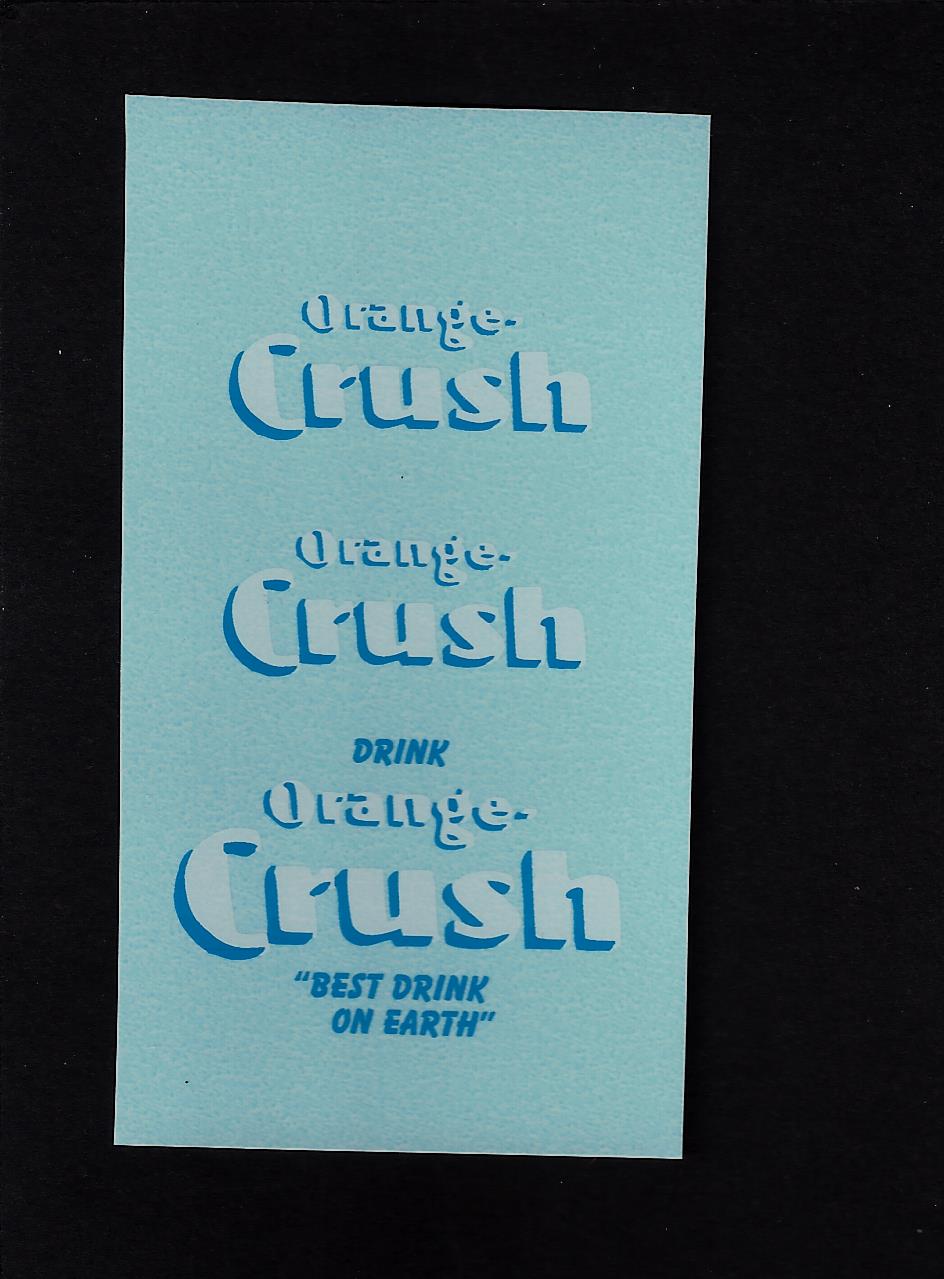 Orange-
Crush
Orange-
Crush
DRINK
Orange-
Crush
"BEST DRINK
ON EARTH"